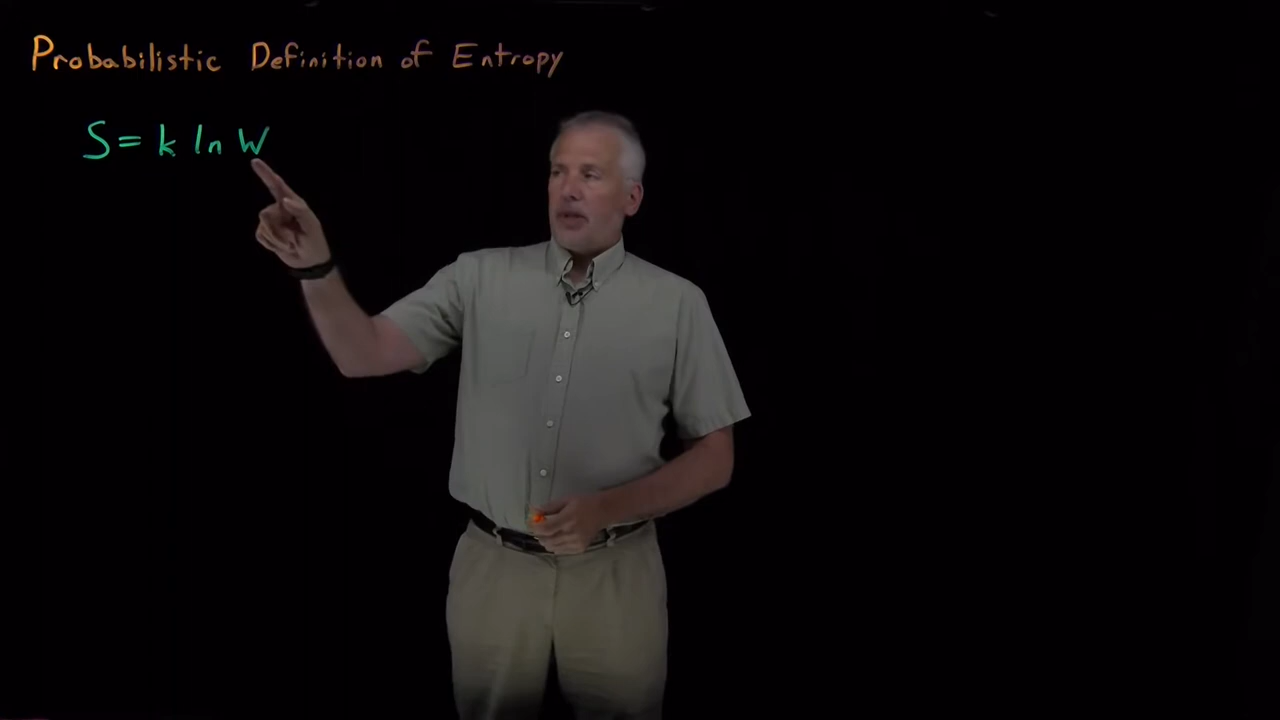 Probabilistic Definition of Entropy
S = k ln W